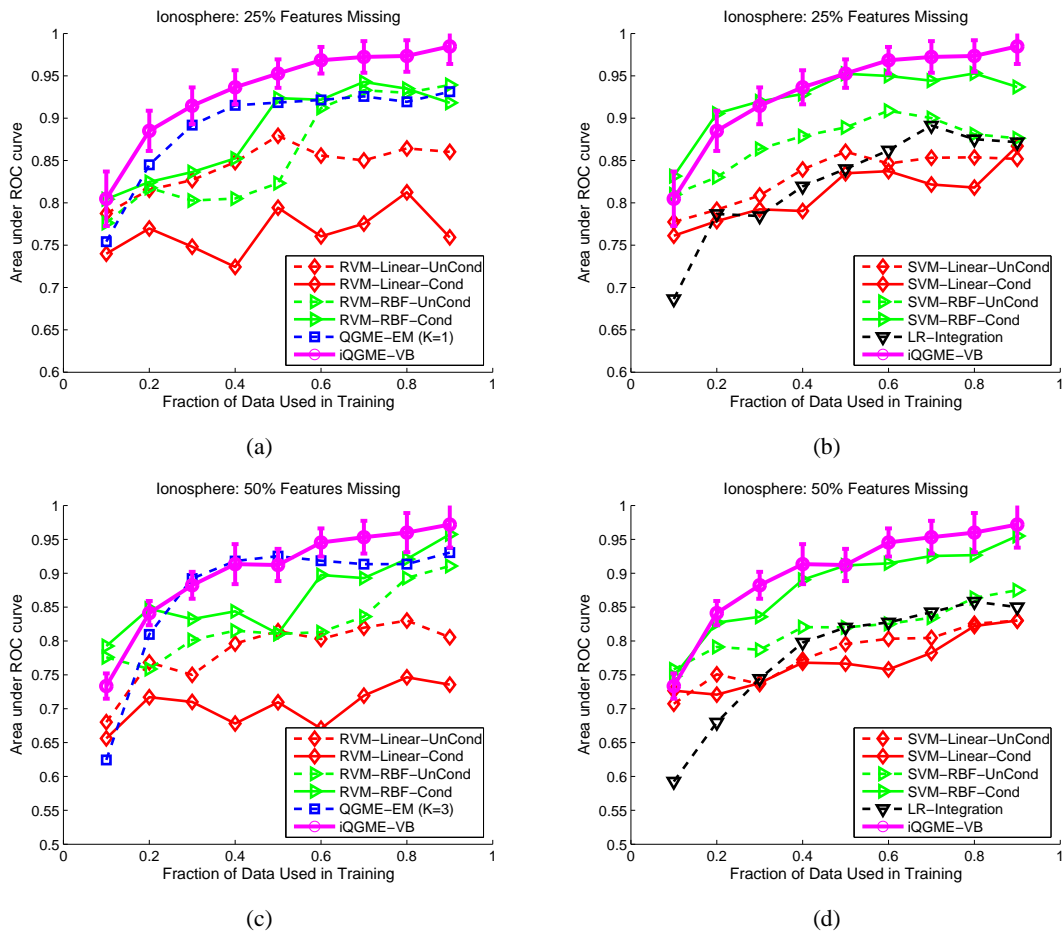 Ionosphere: 25% Features Missing
1
0.95
0.9
0.85
0.8
0.75
0.7
0.65
0.6
Area under ROC curve
RVM−Linear−UnCond
RVM−Linear−Cond
RVM−RBF−UnCond
RVM−RBF−Cond
QGME−EM (K=1)
iQGME−VB
0
0.2
0.4
0.6
0.8
1
Fraction of Data Used in Training
(a)
Ionosphere: 25% Features Missing
1
0.95
0.9
0.85
0.8
0.75
0.7
0.65
0.6
Area under ROC curve
SVM−Linear−UnCond
SVM−Linear−Cond
SVM−RBF−UnCond
SVM−RBF−Cond
LR−Integration
iQGME−VB
0
0.2
0.4
0.6
0.8
1
Fraction of Data Used in Training
(b)
Ionosphere: 50% Features Missing
1
0.95
0.9
0.85
0.8
0.75
0.7
0.65
0.6
0.55
0.5
Area under ROC curve
RVM−Linear−UnCond
RVM−Linear−Cond
RVM−RBF−UnCond
RVM−RBF−Cond
QGME−EM (K=3)
iQGME−VB
0
0.2
0.4
0.6
0.8
1
Fraction of Data Used in Training
(c)
Ionosphere: 50% Features Missing
1
0.95
0.9
0.85
0.8
0.75
0.7
0.65
0.6
0.55
0.5
Area under ROC curve
SVM−Linear−UnCond
SVM−Linear−Cond
SVM−RBF−UnCond
SVM−RBF−Cond
LR−Integration
iQGME−VB
0
0.2
0.4
0.6
0.8
1
Fraction of Data Used in Training
(d)